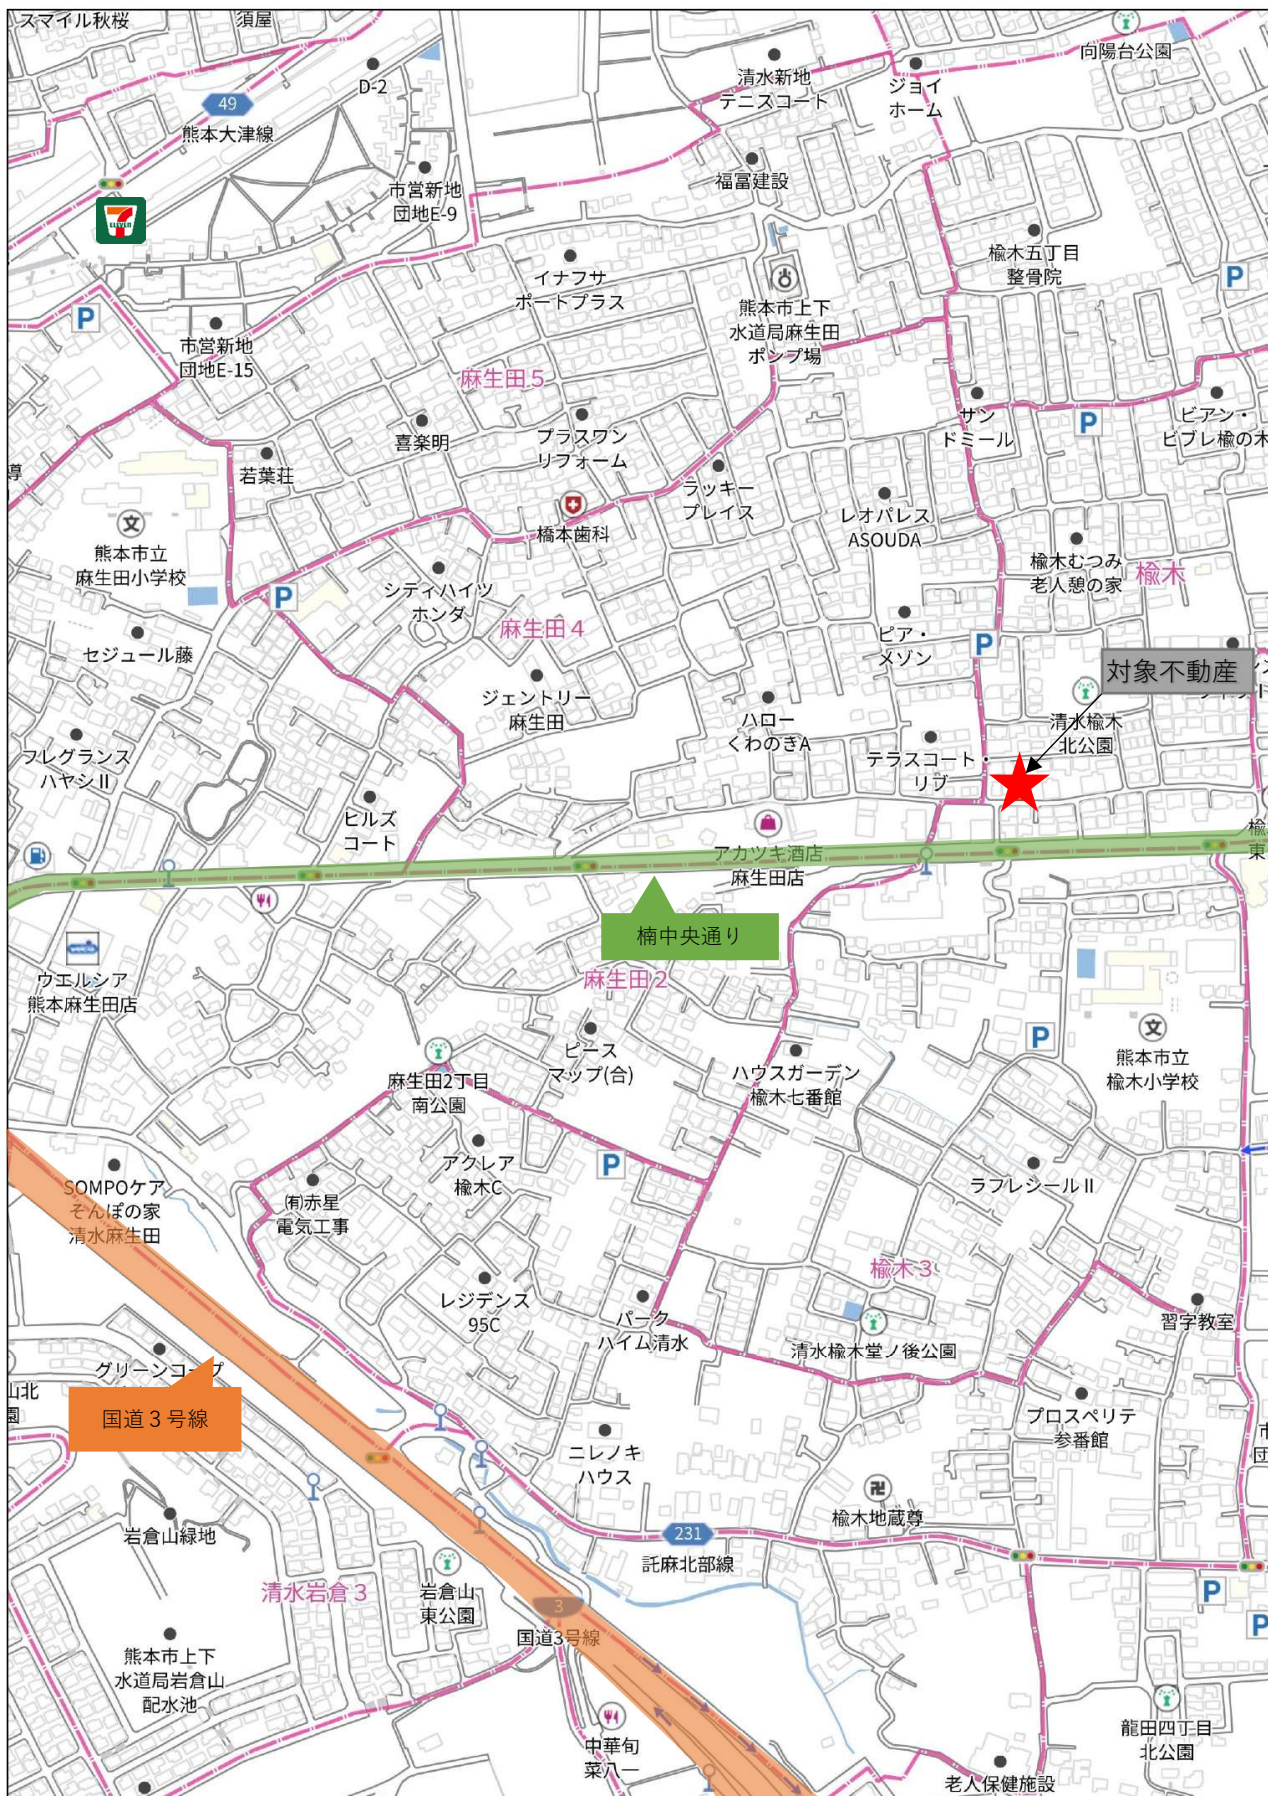 スマイル秋桜
須屋
向陽台公園
D-2
清水新地
テニスコート
ジョイ
ホーム
49
熊本大津線
市営新地
団地E-9
福冨建設
ELEVEN
楡木五丁目
整骨院
イナフサ
ポートプラス
P
P
熊本市上下
水道局麻生田
ポンプ場
市営新地
団地E-15
麻生田5
サン
ドミール
P
ビアン・
ビブレ楡の木
喜楽明
プラスワン
リフォーム
若葉荘
ラッキー
プレイス
レオパレス
ASOUDA
橋本歯科
文
熊本市立
麻生田小学校
楡木むつみ
老人憩の家
楡木
シティハイツ
ホンダ
P
麻生田4
ピア・
メゾン
P
セジュール藤
対象不動産
ジェントリー
麻生田
ハロー
くわのきA
清水楡木
北公園
フレグランス
ハヤシⅡ
テラスコート・
リブ
ヒルズ
コート
アカツキ酒店
麻生田店
楠中央通り
ウエルシア
熊本麻生田店
麻生田2
P
文
熊本市立
楡木小学校
ピース
マップ(合)
ハウスガーデン
楡木七番館
麻生田2丁目
南公園
アクレア
楡木C
P
ラフレシールⅡ
SOMPOケア
そんぽの家
清水麻生田
㈲赤星
電気工事
楡木3
レジデンス
95C
パーク
ハイム清水
習字教室
清水楡木堂ノ後公園
グリーンコープ
国道3号線
プロスペリテ
参番館
ニレノキ
ハウス
卍
楡木地蔵尊
岩倉山緑地
231
託麻北部線
清水岩倉3
岩倉山
東公園
P
P
3
国道3号線
熊本市上下
水道局岩倉山
配水池
中華旬
菜八一
龍田四丁目
北公園
老人保健施設